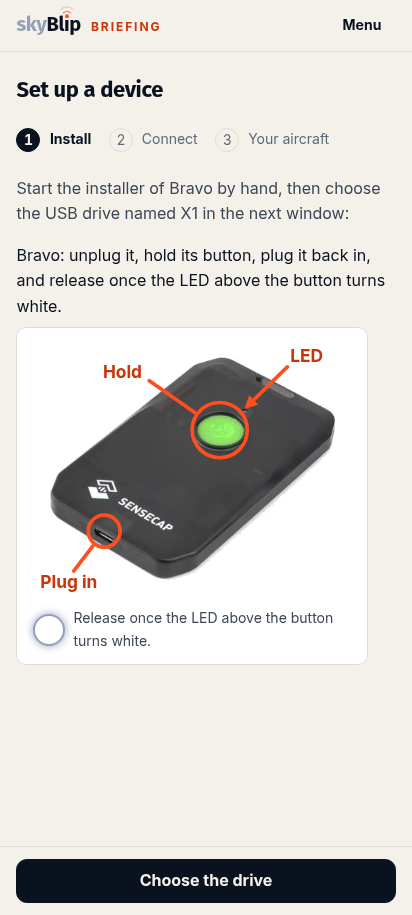 skyBlip BRIEFING
Menu
Set up a device
1 Install 2 Connect 3 Your aircraft
Start the installer of Bravo by hand, then choose
the USB drive named X1 in the next window:
Bravo: unplug it, hold its button, plug it back in,
and release once the LED above the button turns
white.
LED
Hold
SENSECAP
Plug in
Release once the LED above the button
turns white.
Choose the drive